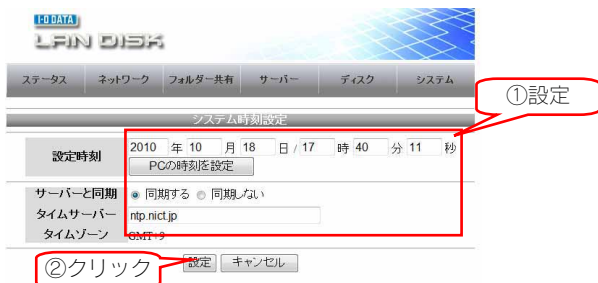 I-O DATA
LAN DISK
ステータス ネットワーク フォルダー共有 サーバー ディスク システム
①設定
システム時刻設定
設定時刻 2010 年 10 月 18 日 / 17 時 40 分 11 秒
PCの時刻を設定
サーバーと同期 同期する 同期しない
タイムサーバー ntp.nict.jp
タイムゾーン GMT+9
②クリック 設定 キャンセル